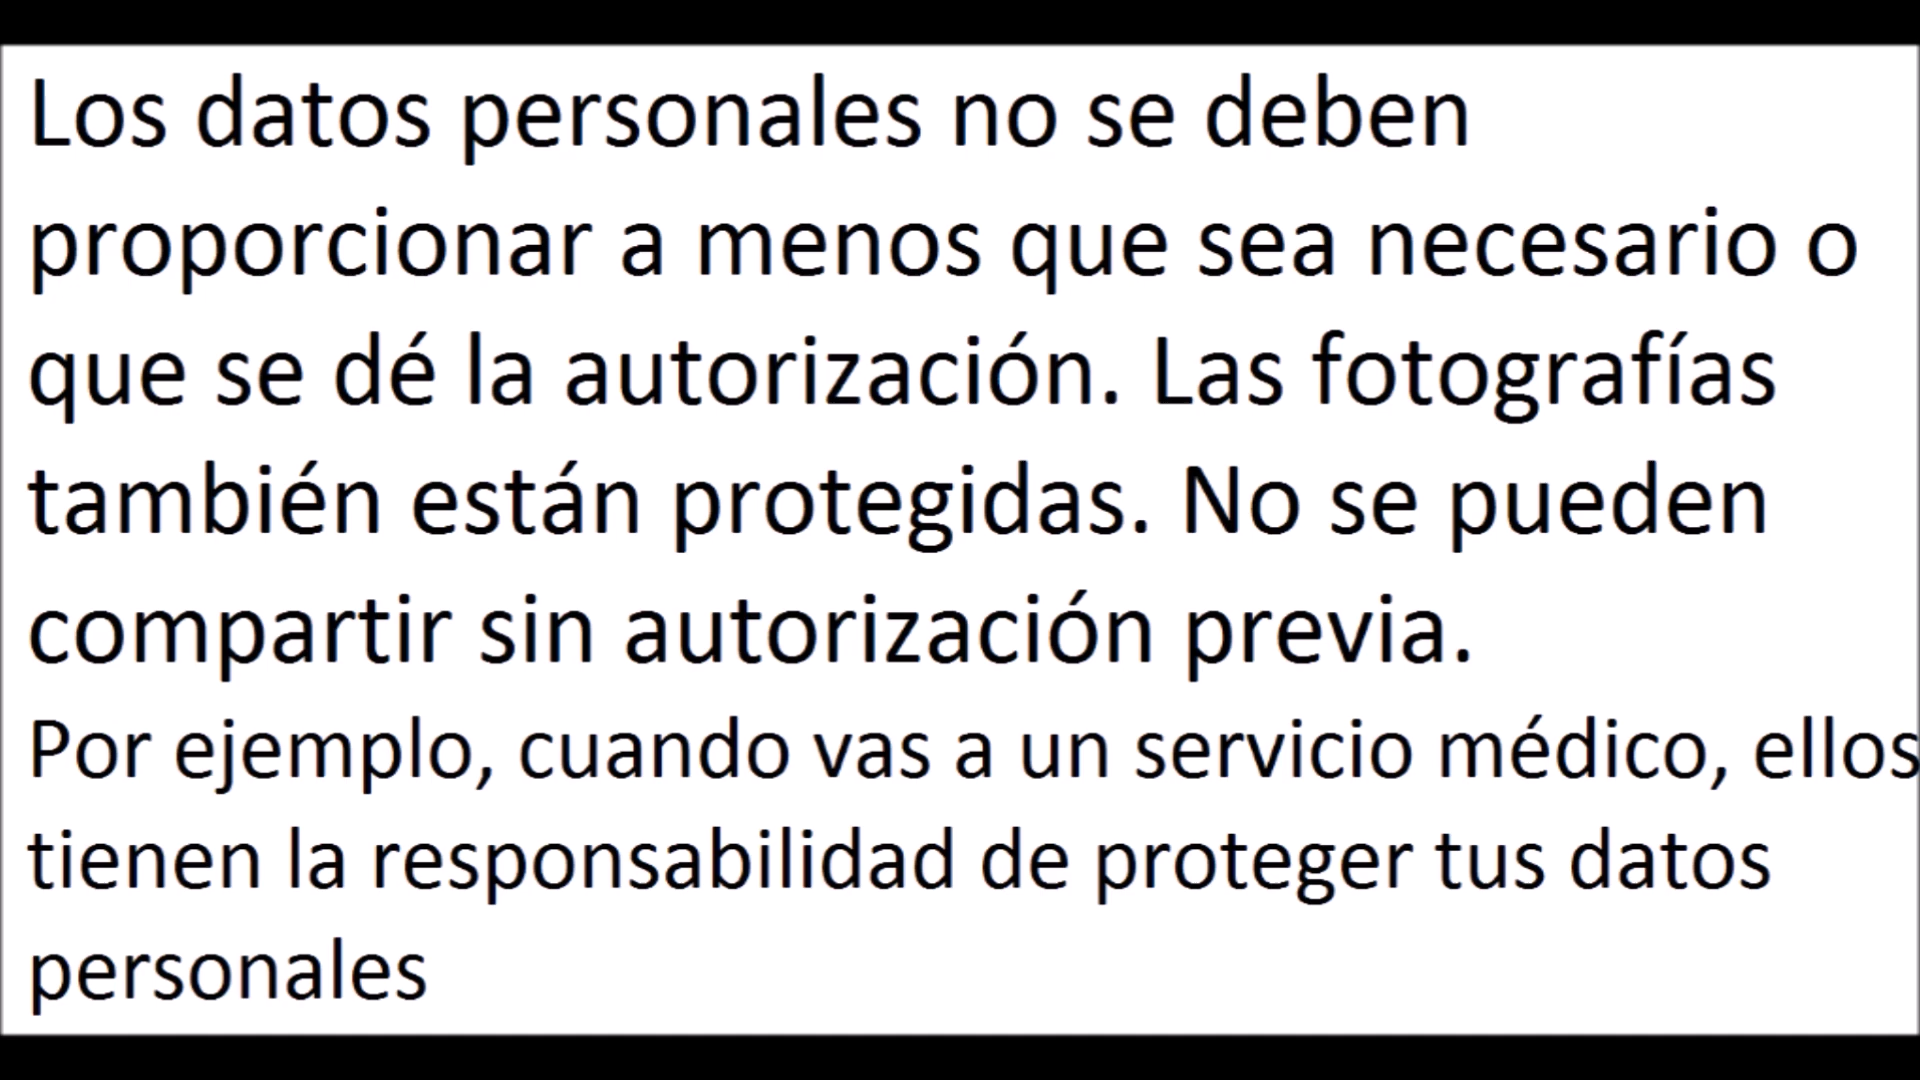 Los datos personales no se deben
proporcionar a menos que sea necesario o
que se dé la autorización. Las fotografías
también están protegidas. No se pueden
compartir sin autorización previa.
Por ejemplo, cuando vas a un servicio médico, ellos
tienen la responsabilidad de proteger tus datos
personales